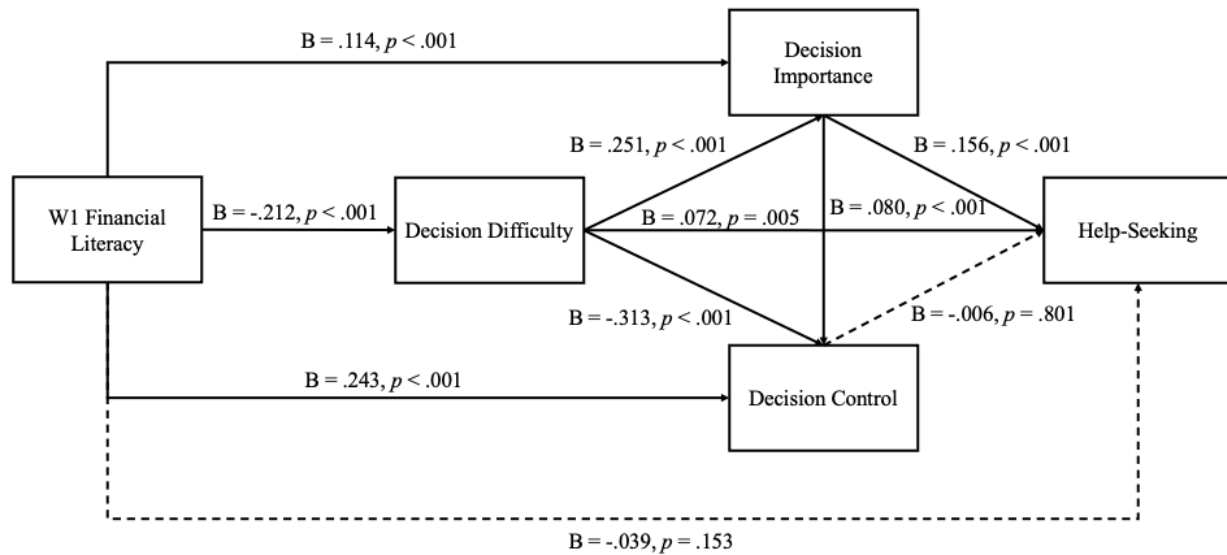 B = .114, p < .001
Decision
Importance
B = .251, p < .001
B = .156, p < .001
W1 Financial
Literacy
B = -.212, p < .001
Decision Difficulty
B = .072, p = .005
B = .080, p < .001
Help-Seeking
B = -.313, p < .001
B = -.006, p = .801
B = .243, p < .001
Decision Control
B = -.039, p = .153